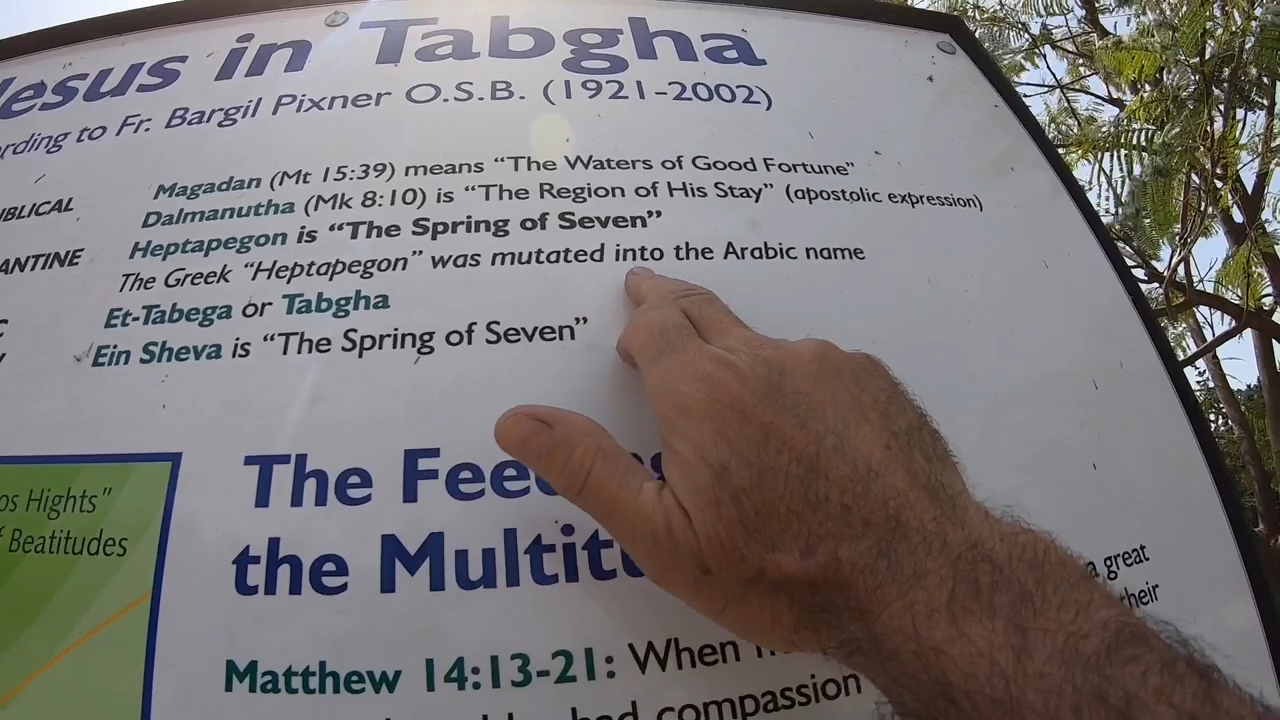 Jesus in Tabgha
ording to Fr. Bargil Pixner O.S.B. (1921-2002)
IBLICAL Magadan (Mt 15:39) means “The Waters of Good Fortune”
Dalmanutha (Mk 8:10) is “The Region of His Stay” (apostolic expression)
ANTINE Heptapegon is “The Spring of Seven”
The Greek “Heptapegon” was mutated into the Arabic name
Et-Tabega or Tabgha
Ein Sheva is “The Spring of Seven”
os Hights”
Beatitudes
The Fee
the Multit
a great
their
Matthew 14:13-21: When
had compassion